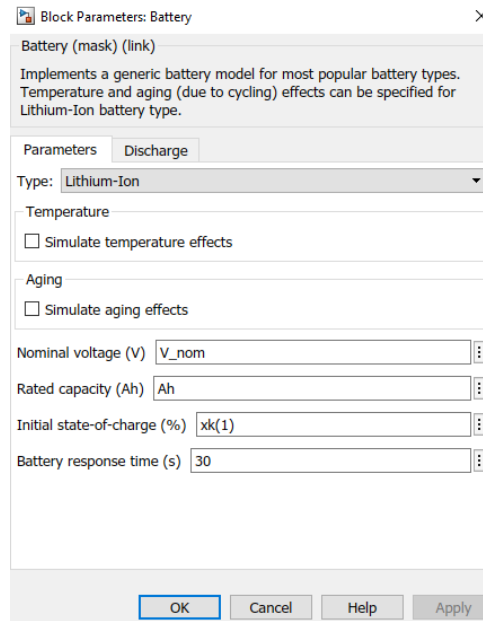 Block Parameters: Battery
Battery (mask) (link)
Implements a generic battery model for most popular battery types.
Temperature and aging (due to cycling) effects can be specified for
Lithium-Ion battery type.
Parameters Discharge
Type: Lithium-Ion
Temperature
Simulate temperature effects
Aging
Simulate aging effects
Nominal voltage (V) V_nom
Rated capacity (Ah) Ah
Initial state-of-charge (%) xk(1)
Battery response time (s) 30
OK Cancel Help Apply